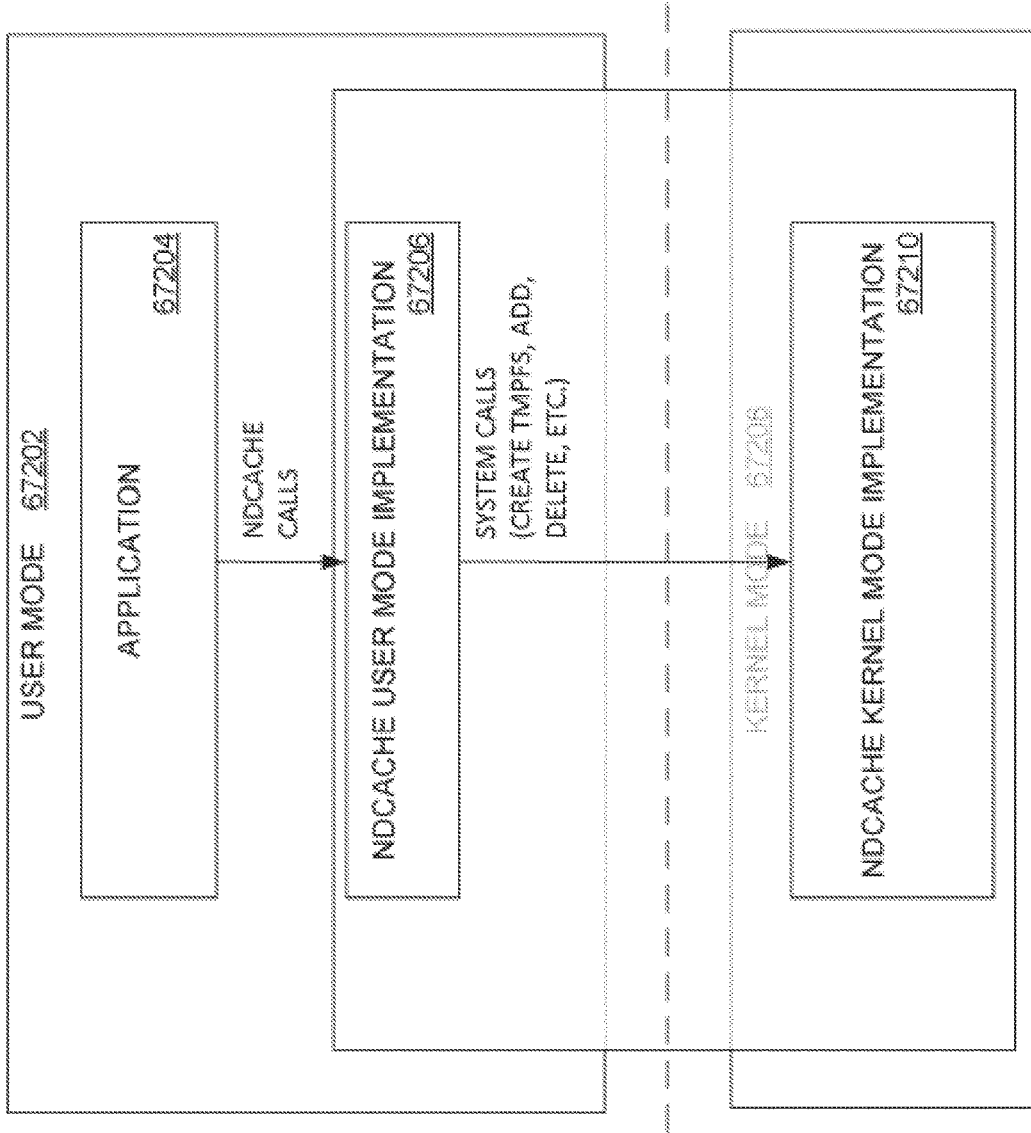 USER MODE 67202
APPLICATION
67204
NDCACHE
CALLS
NDCACHE USER MODE IMPLEMENTATION
67206
SYSTEM CALLS
(CREATE TMPFS, ADD,
DELETE, ETC.)
KERNEL MODE 67208
NDCACHE KERNEL MODE IMPLEMENTATION
67210